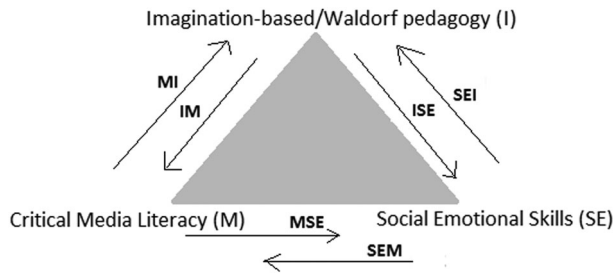 Imagination-based/Waldorf pedagogy (I)
MI
IM
ISE
SEI
Critical Media Literacy (M)
MSE
Social Emotional Skills (SE)
SEM